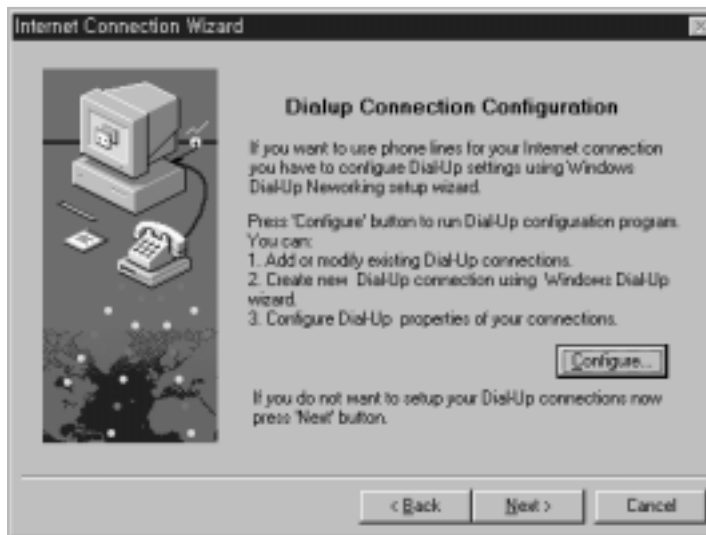 Internet Connection Wizard
Dialup Connection Configuration
If you want to use phone lines for your Internet connection
you have to configure Dial-Up settings using Windows
Dial-Up Neworking setup wizard.
Press 'Configure' button to run Dial-Up configuration program.
You can:
1. Add or modify existing Dial-Up connections.
2. Create new Dial-Up connection using Windows Dial-Up
wizard.
3. Configure Dial-Up properties of your connections.
Configure...
If you do not want to setup your Dial-Up connections now
press 'Next' button.
< Back Next > Cancel